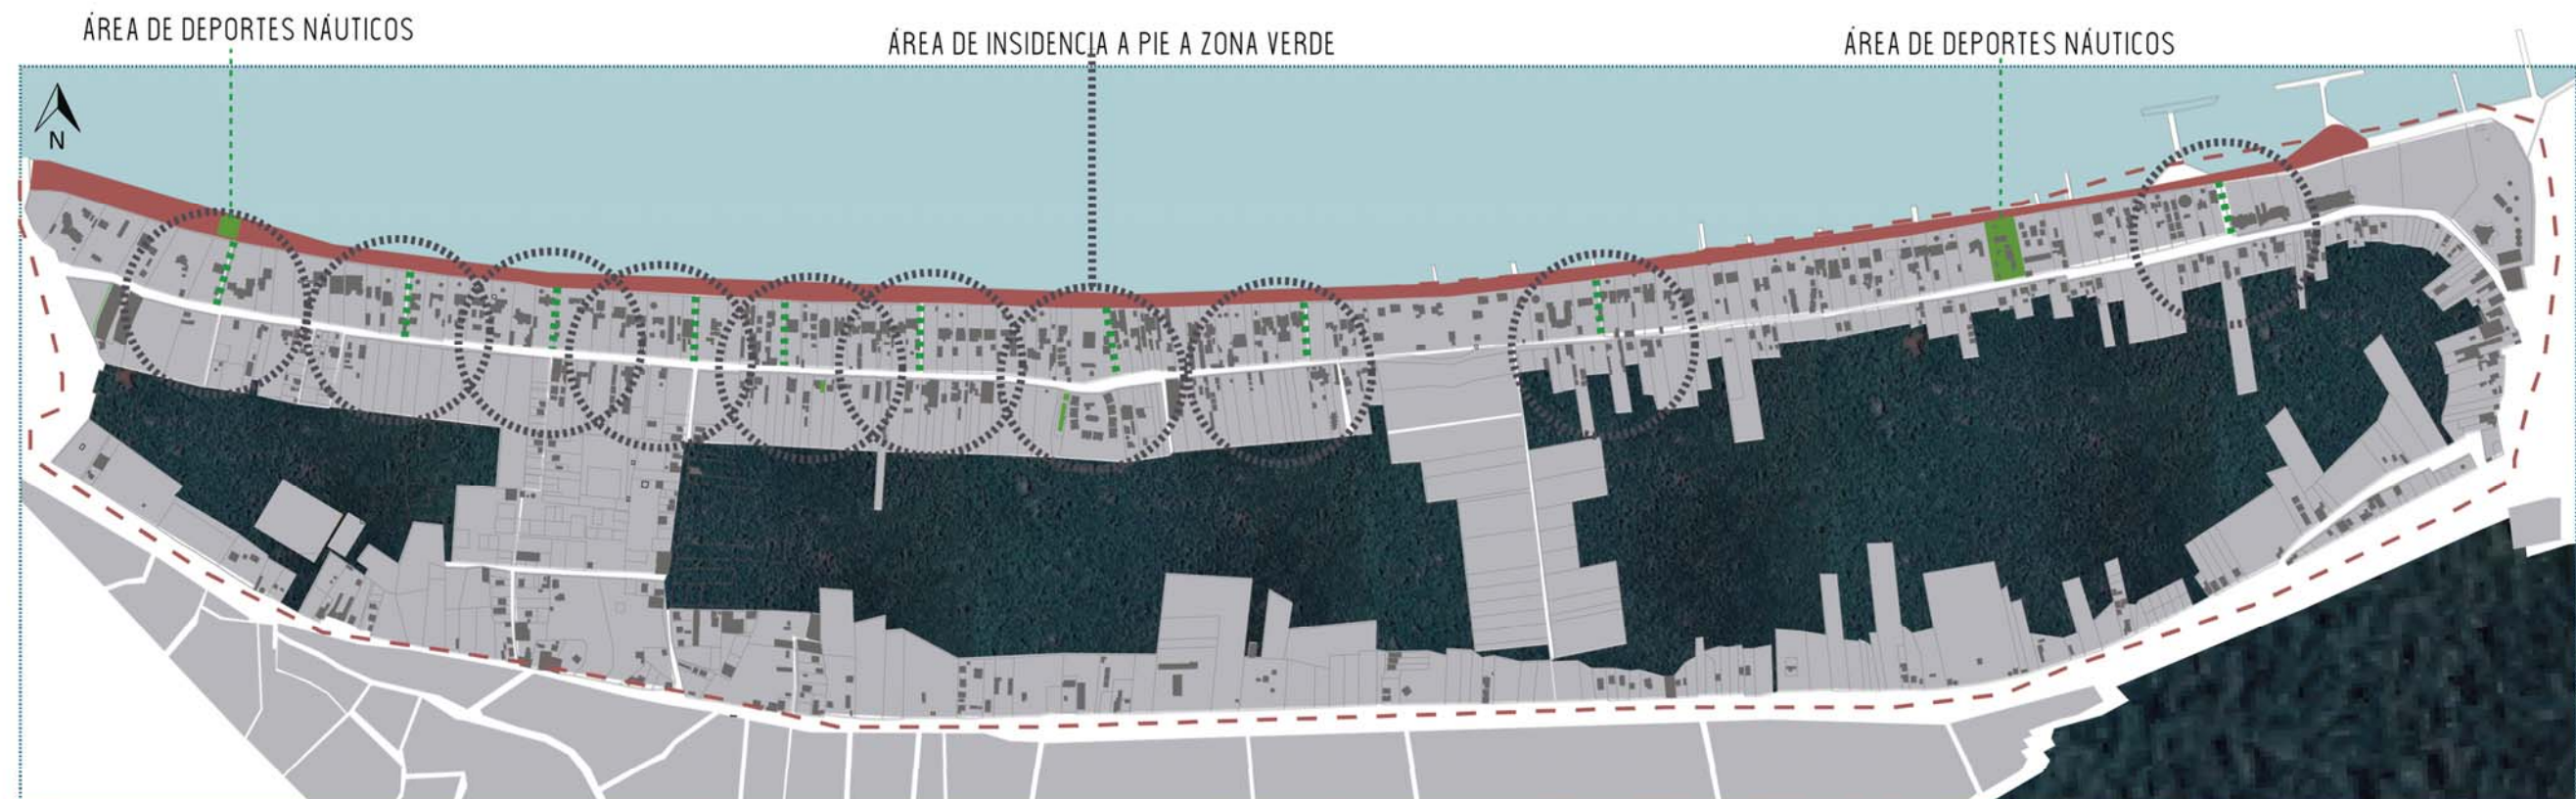 ÁREA DE DEPORTES NÁUTICOS
ÁREA DE INSIDENCIA A PIE A ZONA VERDE
ÁREA DE DEPORTES NÁUTICOS
N